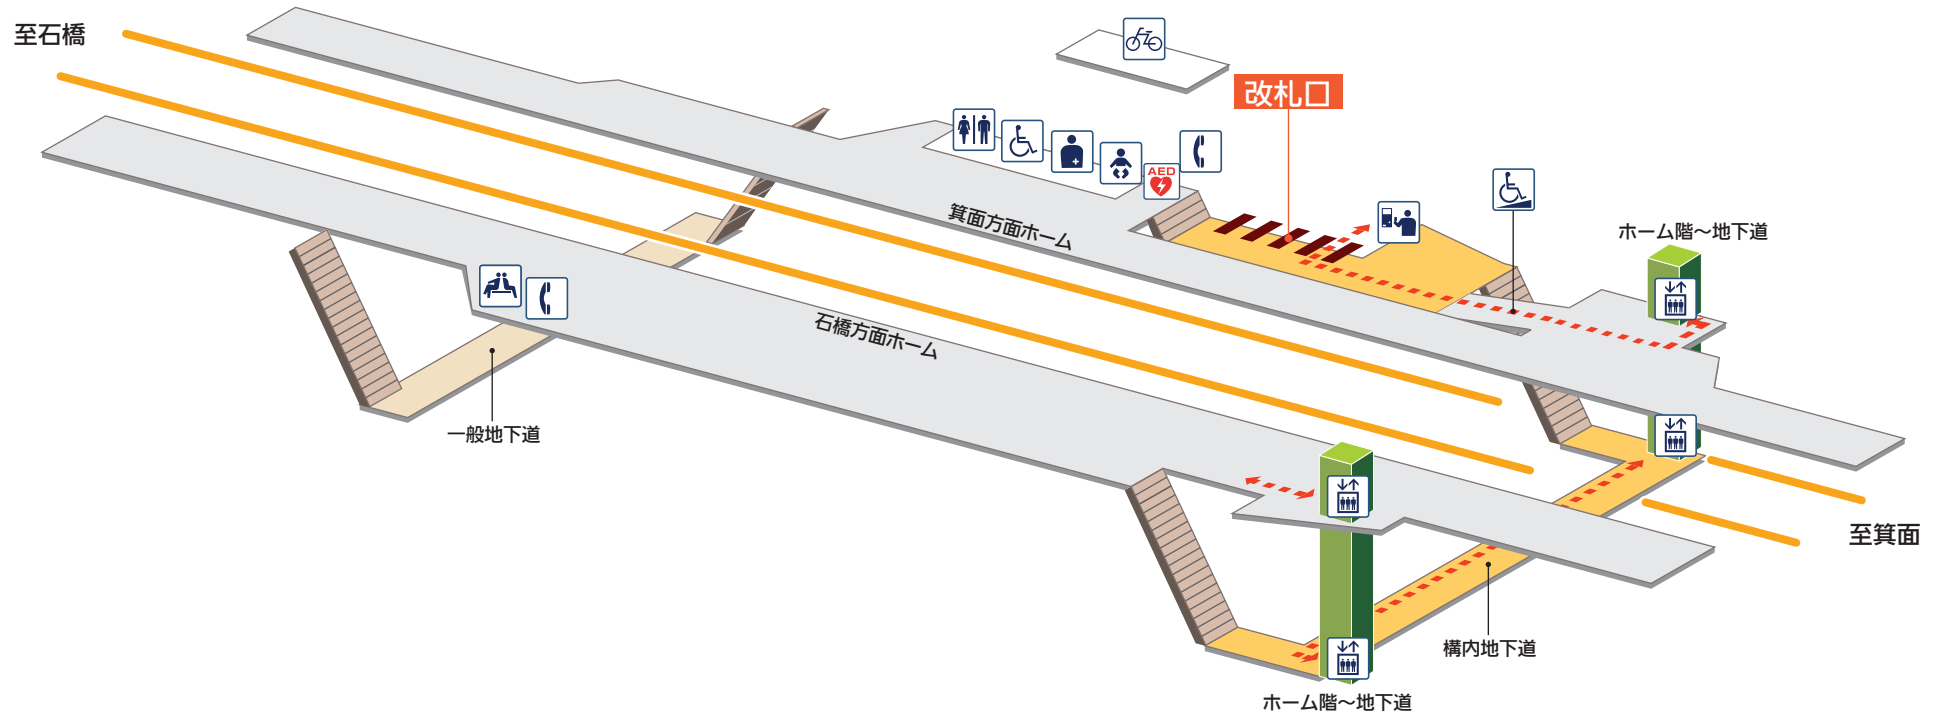 至石橋
改札口
AED
箕面方面ホーム
ホーム階～地下道
石橋方面ホーム
一般地下道
至箕面
構内地下道
ホーム階～地下道